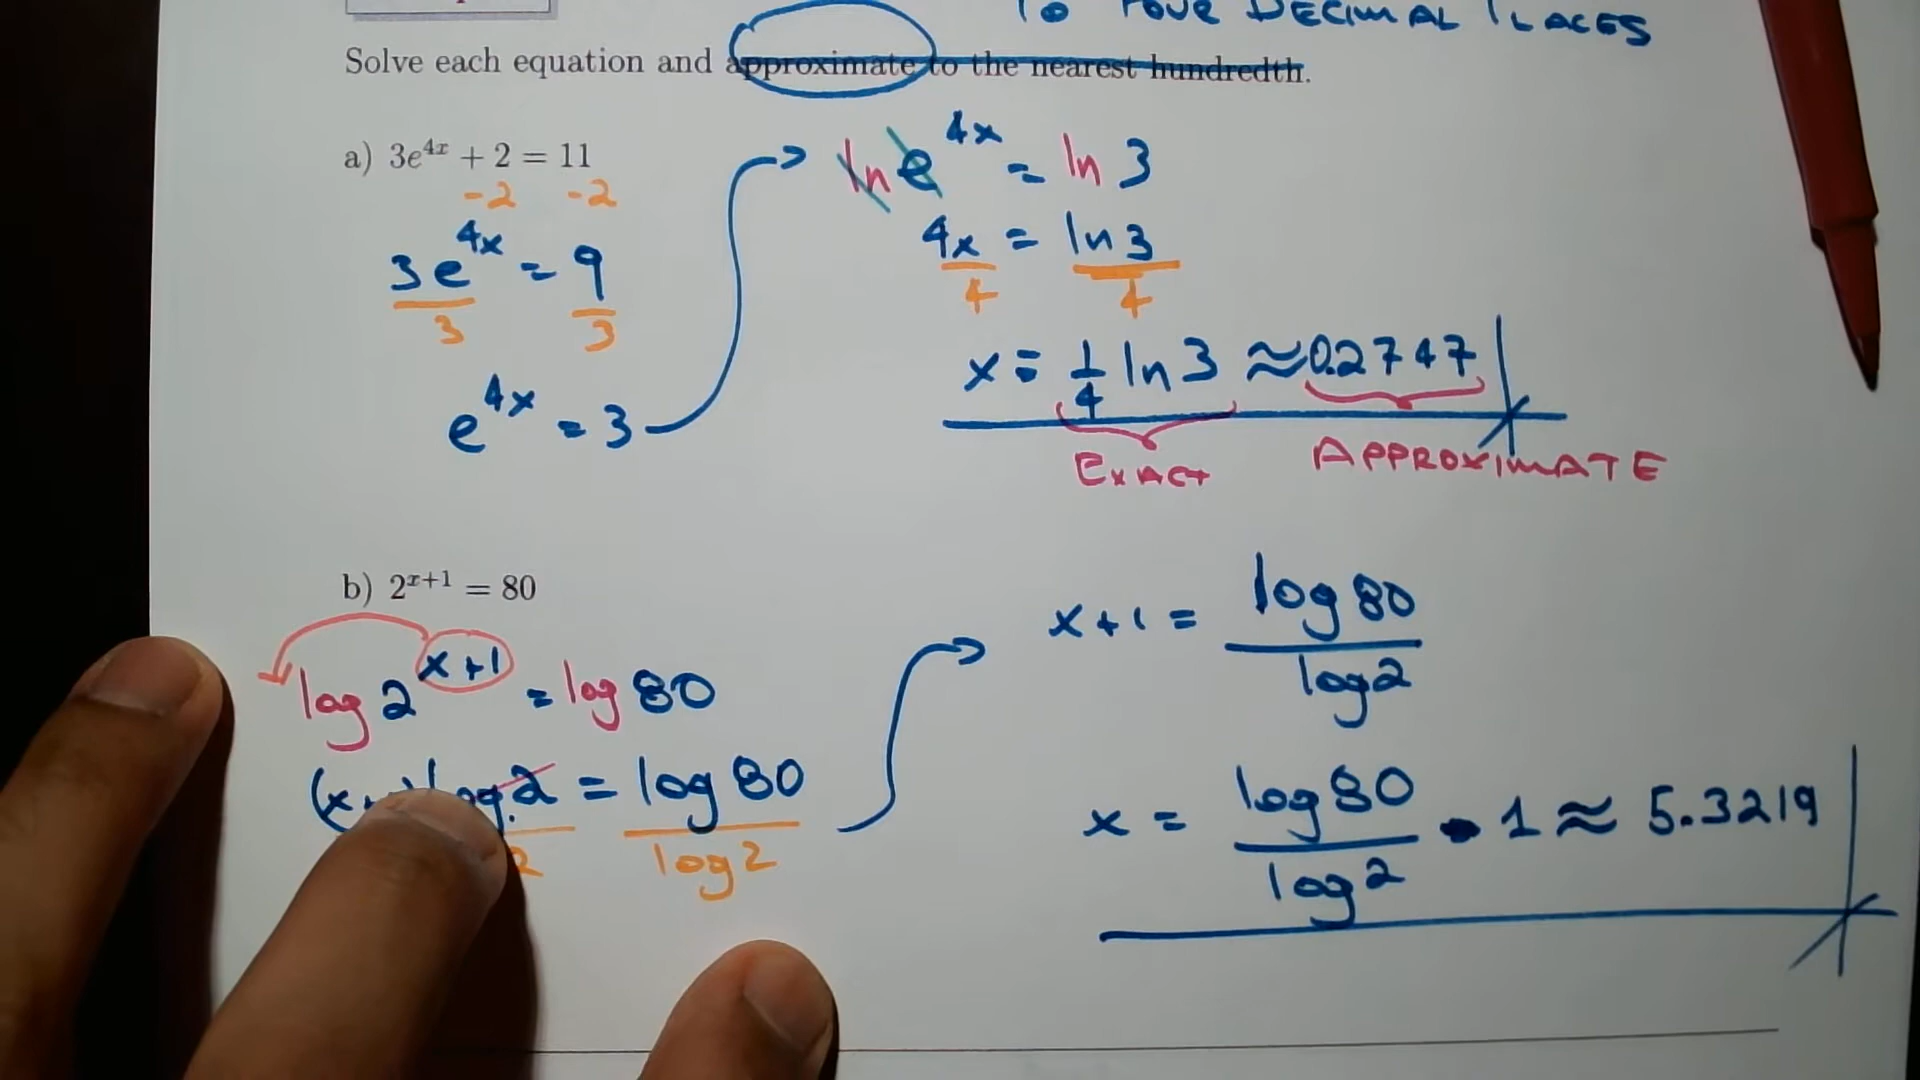 To Four DECIMAL PLACES
Solve each equation and approximate to the nearest hundredth.
a) 3e^{4x} + 2 = 11
-2 -2
3e^{4x} = 9
3 3
e^{4x} = 3
ln e^{4x} = ln 3
4x = ln 3
4 4
x = 1/4 ln 3 ≈ 0.2747
EXACT APPROXIMATE
b) 2^{x+1} = 80
log 2^{x+1} = log 80
(x log 2 = log 80
2 log 2
x+1 = log 80
log 2
x = log 80 - 1 ≈ 5.3219
log 2